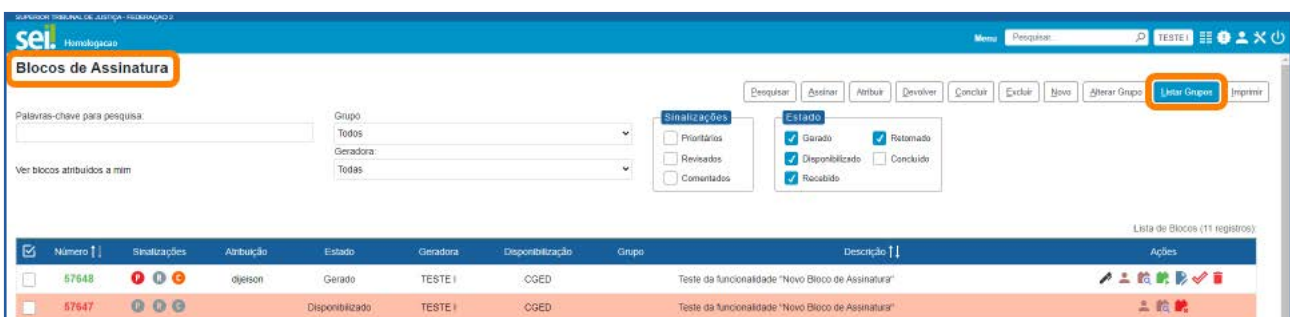 SUPERIOR TRIBUNAL DE JUSTIÇA - FEDERAÇÃO 2
sei. Homologacao Menu Pesquisar... TESTE I
Blocos de Assinatura
Pesquisar Assinar Atribuir Devolver Concluir Excluir Novo Alterar Grupo Listar Grupos Imprimir
Palavras-chave para pesquisa: Grupo Sinalizações Estado
Todos Prioritários Gerado Retornado
Geradora: Revisados Disponibilizado Concluído
Ver blocos atribuídos a mim Todas Comentados Recebido
Lista de Blocos (11 registros):
Número Sinalizações Atribuição Estado Geradora Disponibilização Grupo Descrição Ações
57648 P R C dijeison Gerado TESTE I CGED Teste da funcionalidade "Novo Bloco de Assinatura"
57647 P R C Disponibilizado TESTE I CGED Teste da funcionalidade "Novo Bloco de Assinatura"